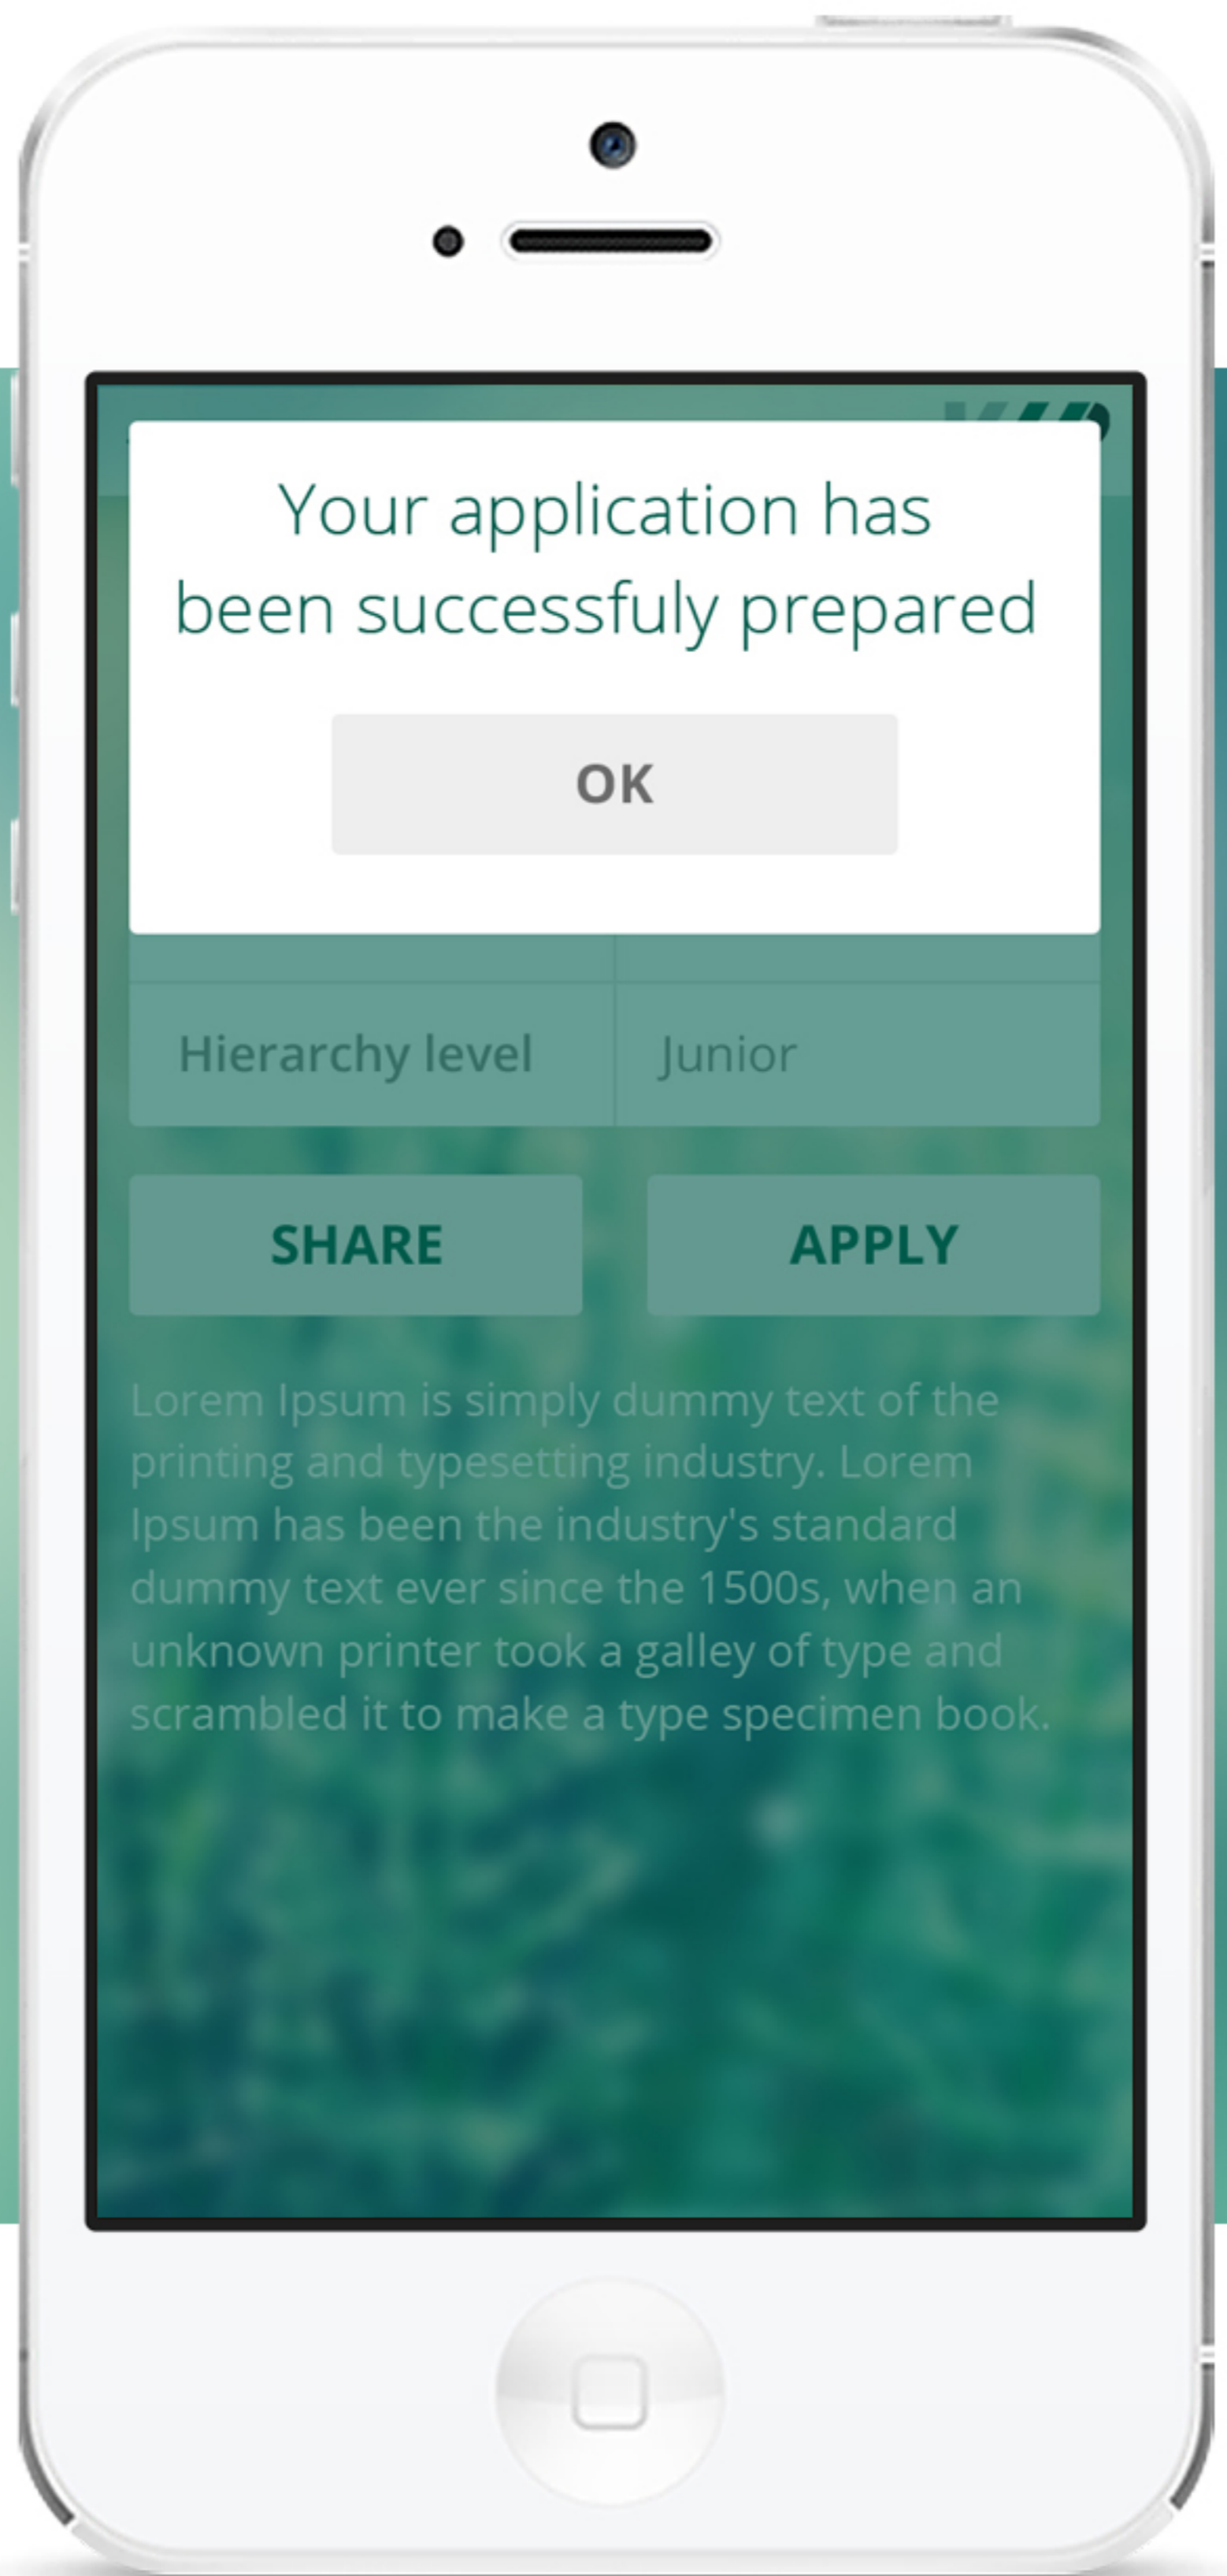 Your application has
been successfuly prepared
OK
Hierarchy level Junior
SHARE APPLY
Lorem Ipsum is simply dummy text of the
printing and typesetting industry. Lorem
Ipsum has been the industry's standard
dummy text ever since the 1500s, when an
unknown printer took a galley of type and
scrambled it to make a type specimen book.